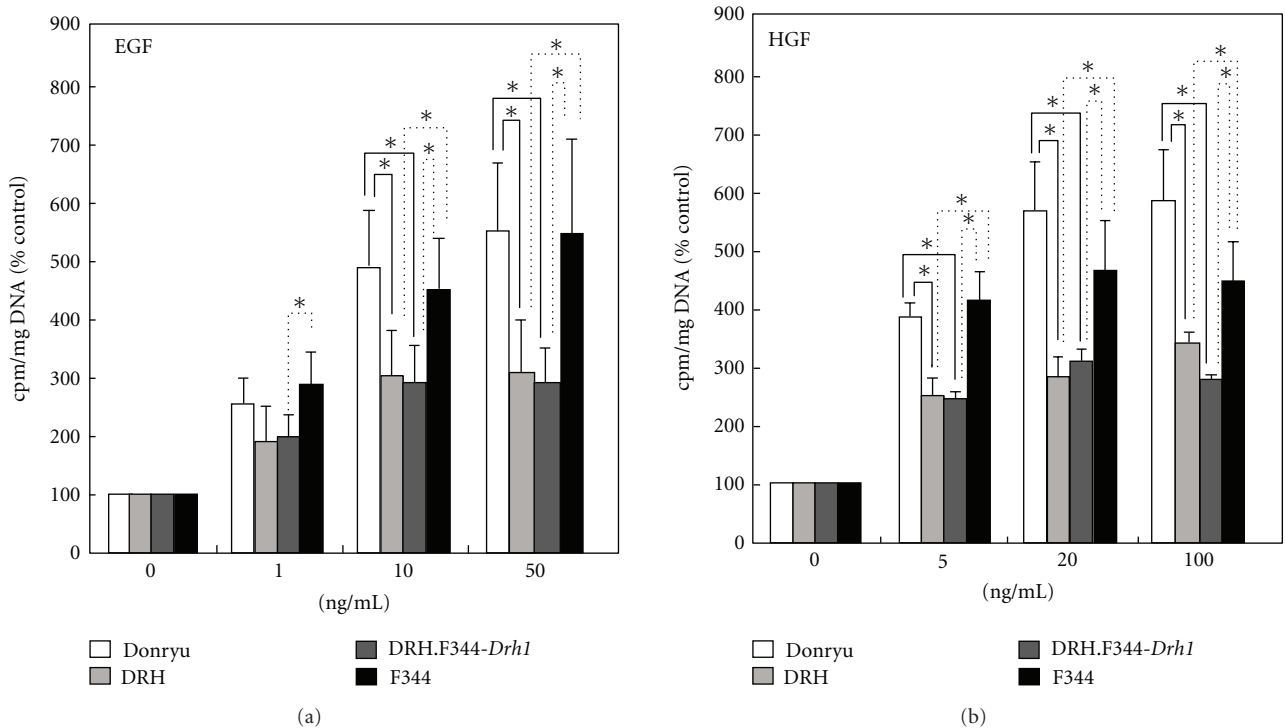 EGF
cpm/mg DNA (% control)
900
800
700
600
500
400
300
200
100
0
* * * * * * * * *
0 1 10 50
(ng/mL)
Donryu
DRH
DRH.F344-Drh1
F344
(a)
HGF
cpm/mg DNA (% control)
900
800
700
600
500
400
300
200
100
0
* * * * * * * * * * * *
0 5 20 100
(ng/mL)
Donryu
DRH
DRH.F344-Drh1
F344
(b)